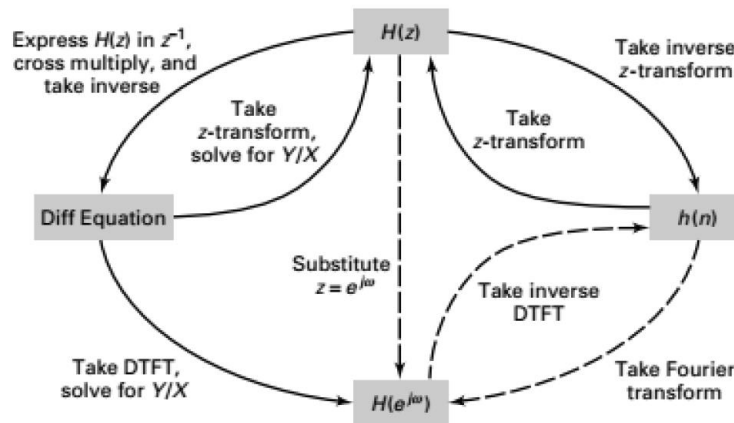 H(z)
Express H(z) in z⁻¹,
cross multiply, and
take inverse
Take inverse
z-transform
Take
z-transform,
solve for Y/X
Take
z-transform
Diff Equation
h(n)
Substitute
z = e^{jω}
Take inverse
DTFT
Take DTFT,
solve for Y/X
Take Fourier
transform
H(e^{jω})